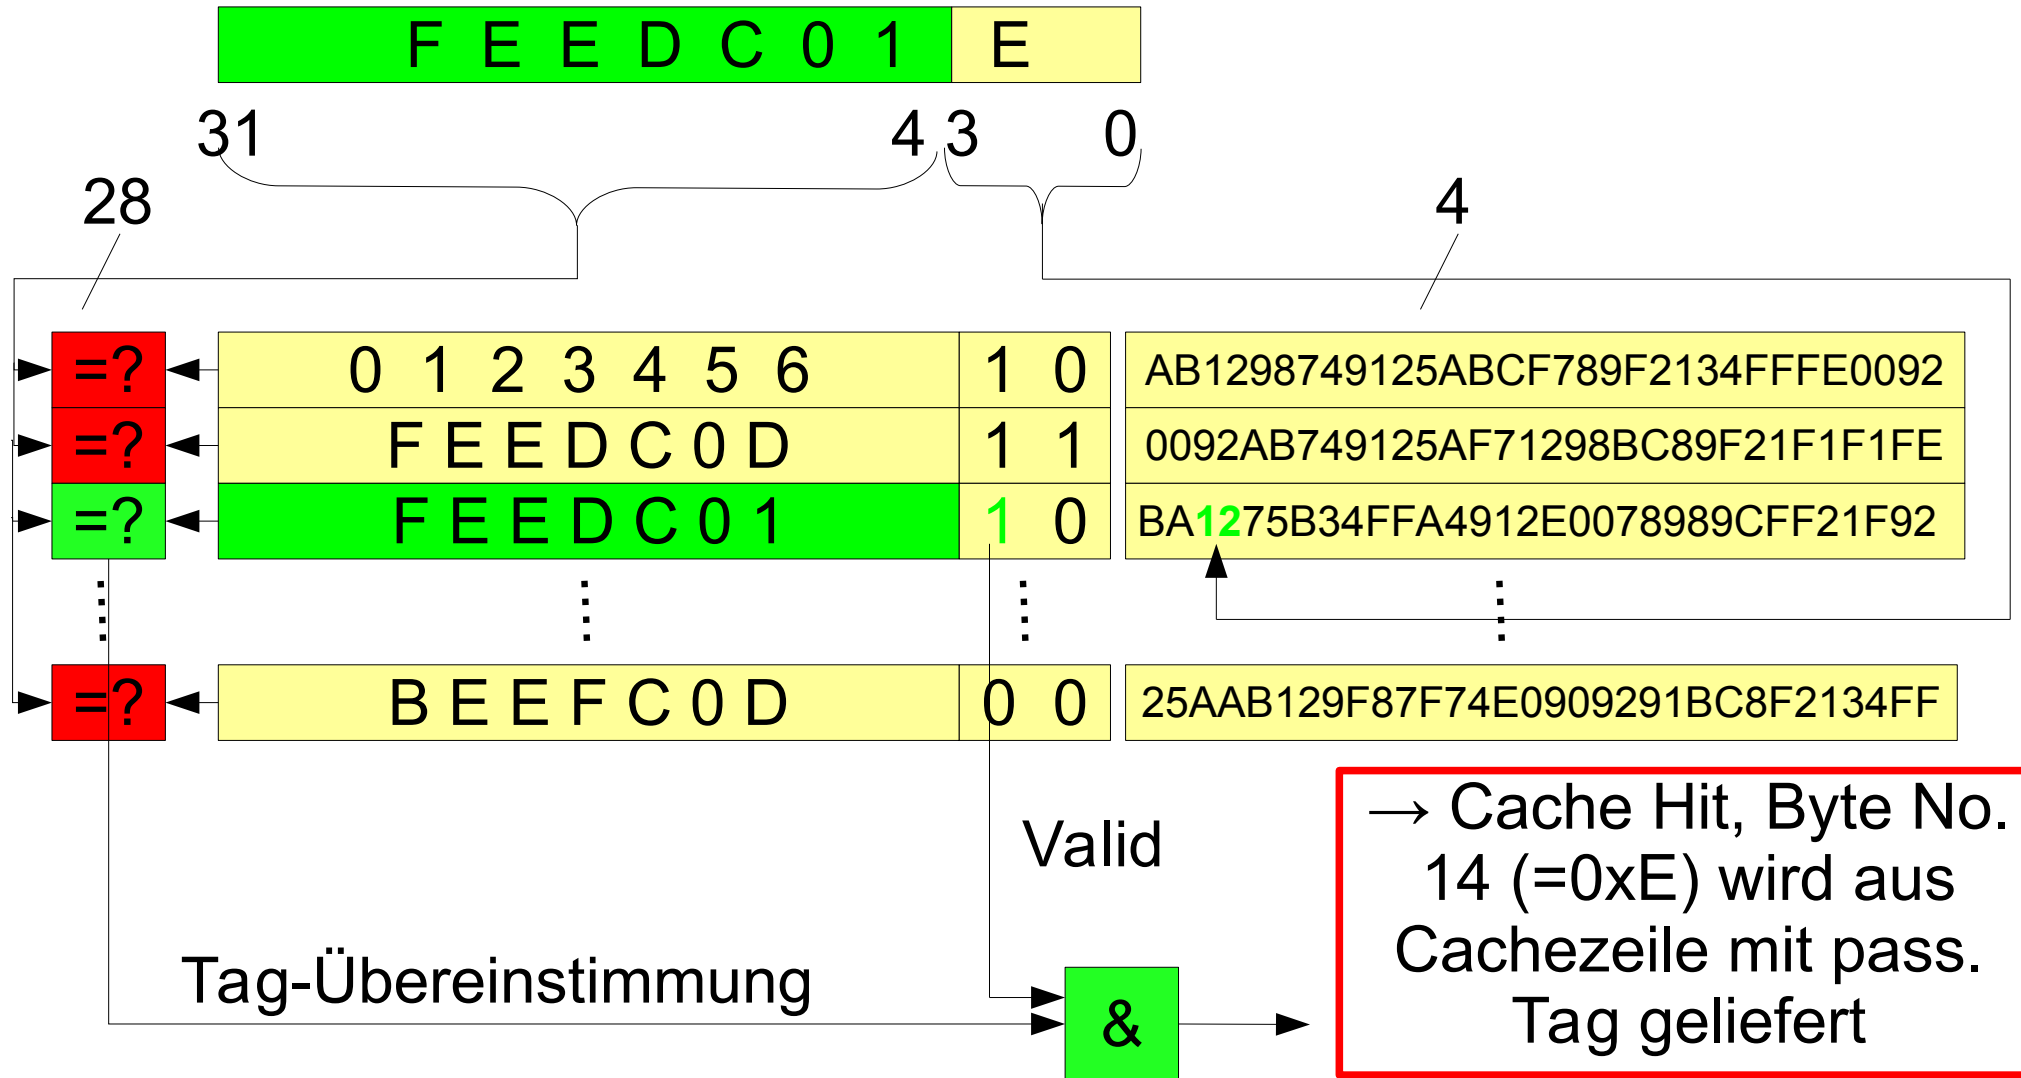 F E E D C 0 1 E
31 4 3 0
28 4
=? 0 1 2 3 4 5 6 1 0 AB1298749125ABCF789F2134FFFE0092
=? F E E D C 0 D 1 1 0092AB749125AF71298BC89F21F1F1FE
=? F E E D C 0 1 1 0 BA1275B34FFA4912E0078989CFF21F92
=? B E E F C 0 D 0 0 25AAB129F87F74E0909291BC8F2134FF
Valid
Tag-Übereinstimmung
&
→ Cache Hit, Byte No.
14 (=0xE) wird aus
Cachezeile mit pass.
Tag geliefert